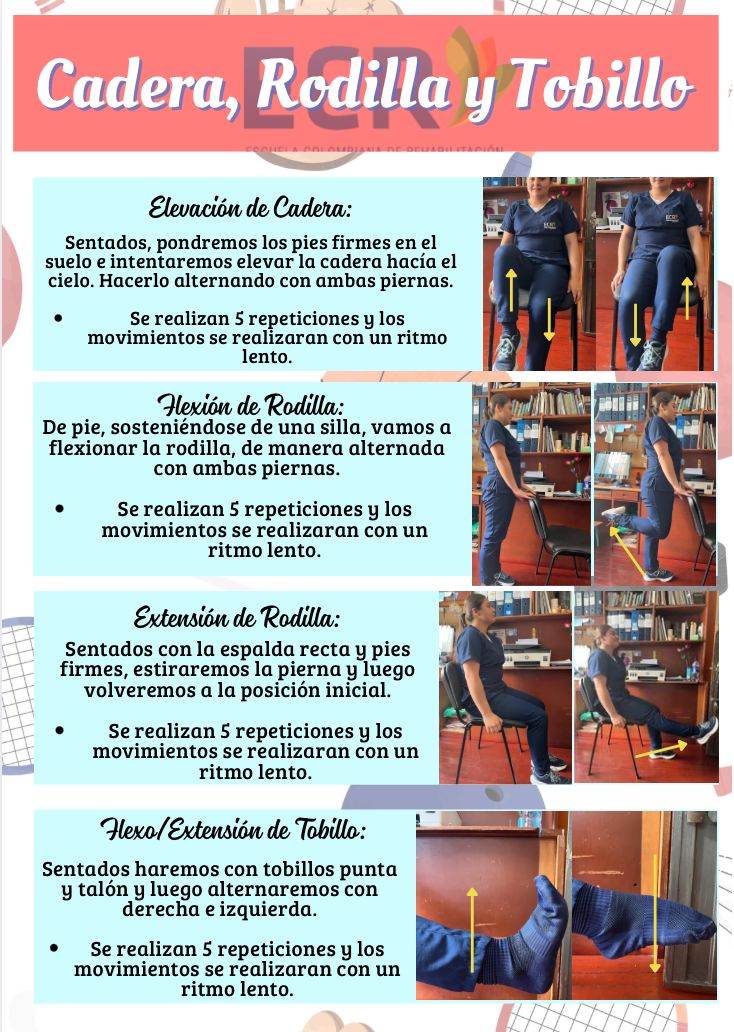 ECR
Cadera, Rodilla y Tobillo
ESCUELA COLOMBIANA DE REHABILITACIÓN
Elevación de Cadera:
Sentados, pondremos los pies firmes en el
suelo e intentaremos elevar la cadera hacía el
cielo. Hacerlo alternando con ambas piernas.
• Se realizan 5 repeticiones y los
movimientos se realizaran con un ritmo
lento.
ECR
ECR
Flexión de Rodilla:
De pie, sosteniéndose de una silla, vamos a
flexionar la rodilla, de manera alternada
con ambas piernas.
• Se realizan 5 repeticiones y los
movimientos se realizaran con un
ritmo lento.
Extensión de Rodilla:
Sentados con la espalda recta y pies
firmes, estiraremos la pierna y luego
volveremos a la posición inicial.
• Se realizan 5 repeticiones y los
movimientos se realizaran con un
ritmo lento.
Flexo/Extensión de Tobillo:
Sentados haremos con tobillos punta
y talón y luego alternaremos con
derecha e izquierda.
• Se realizan 5 repeticiones y los
movimientos se realizaran con un
ritmo lento.